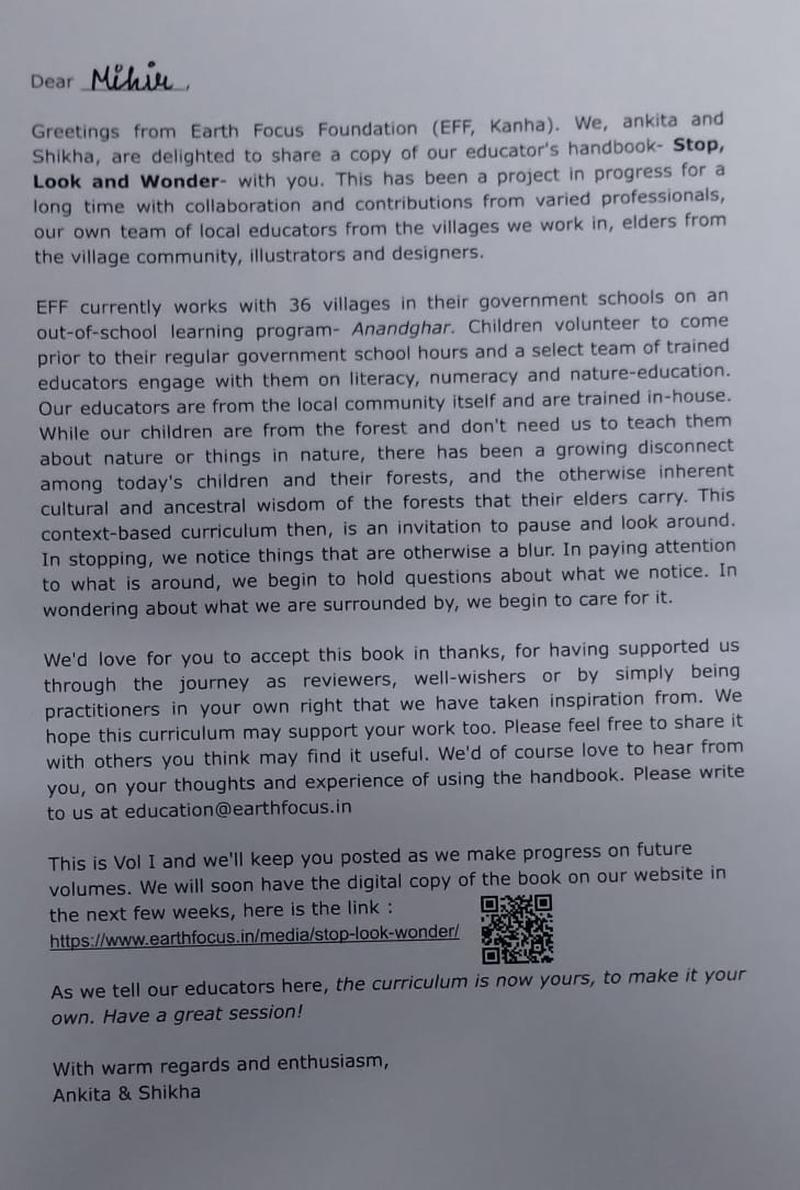 Dear Mihir,
Greetings from Earth Focus Foundation (EFF, Kanha). We, ankita and
Shikha, are delighted to share a copy of our educator's handbook- Stop,
Look and Wonder- with you. This has been a project in progress for a
long time with collaboration and contributions from varied professionals,
our own team of local educators from the villages we work in, elders from
the village community, illustrators and designers.
EFF currently works with 36 villages in their government schools on an
out-of-school learning program- Anandghar. Children volunteer to come
prior to their regular government school hours and a select team of trained
educators engage with them on literacy, numeracy and nature-education.
Our educators are from the local community itself and are trained in-house.
While our children are from the forest and don't need us to teach them
about nature or things in nature, there has been a growing disconnect
among today's children and their forests, and the otherwise inherent
cultural and ancestral wisdom of the forests that their elders carry. This
context-based curriculum then, is an invitation to pause and look around.
In stopping, we notice things that are otherwise a blur. In paying attention
to what is around, we begin to hold questions about what we notice. In
wondering about what we are surrounded by, we begin to care for it.
We'd love for you to accept this book in thanks, for having supported us
through the journey as reviewers, well-wishers or by simply being
practitioners in your own right that we have taken inspiration from. We
hope this curriculum may support your work too. Please feel free to share it
with others you think may find it useful. We'd of course love to hear from
you, on your thoughts and experience of using the handbook. Please write
to us at education@earthfocus.in
This is Vol I and we'll keep you posted as we make progress on future
volumes. We will soon have the digital copy of the book on our website in
the next few weeks, here is the link :
https://www.earthfocus.in/media/stop-look-wonder/
As we tell our educators here, the curriculum is now yours, to make it your
own. Have a great session!
With warm regards and enthusiasm,
Ankita & Shikha